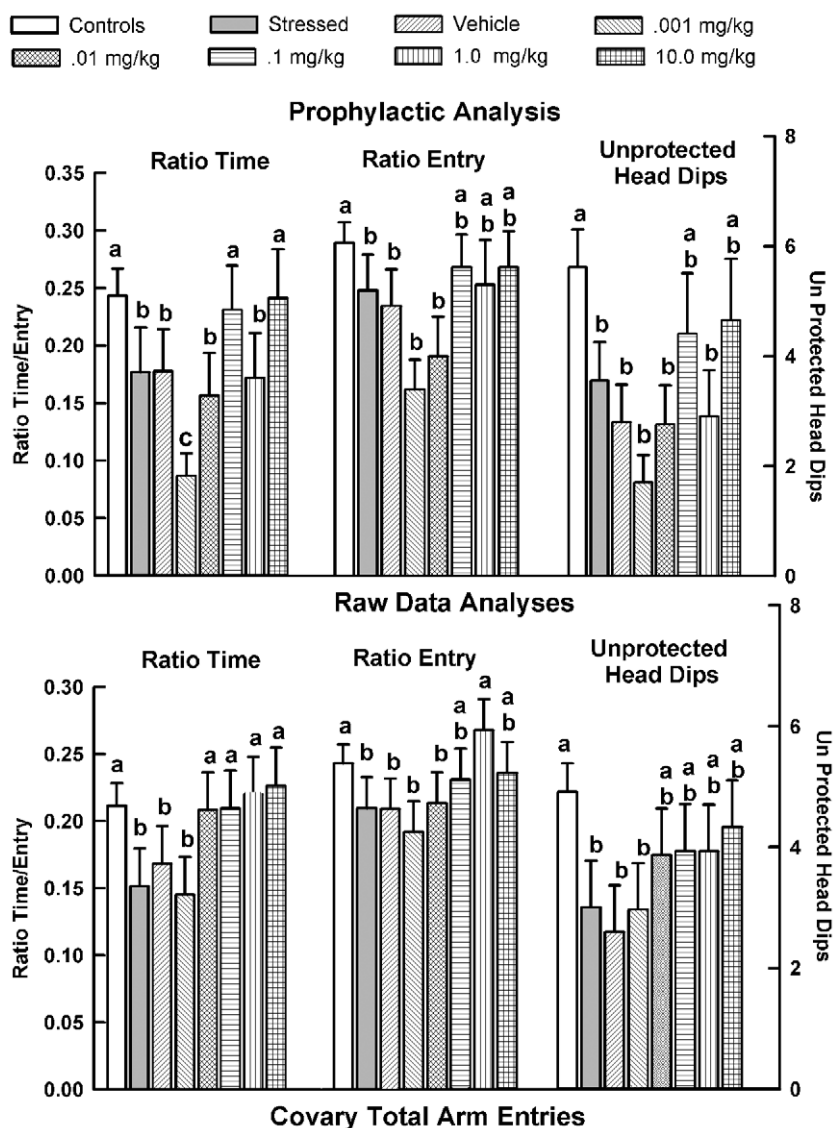 Controls Stressed Vehicle .001 mg/kg
.01 mg/kg .1 mg/kg 1.0 mg/kg 10.0 mg/kg
Prophylactic Analysis
Ratio Time Ratio Entry Unprotected
Head Dips
Ratio Time/Entry
0.35
0.30
0.25
0.20
0.15
0.10
0.05
0.00
a b b c b a b a
a b b b b a b a b a b
a b b b b a b b a b
8
6
4
2
0
Un Protected Head Dips
Raw Data Analyses
Ratio Time Ratio Entry Unprotected
Head Dips
Ratio Time/Entry
0.30
0.25
0.20
0.15
0.10
0.05
0.00
a b b b a a a a
a b b b b a b a a b
a b b b a b a b a b a b
8
6
4
2
0
Un Protected Head Dips
Covary Total Arm Entries